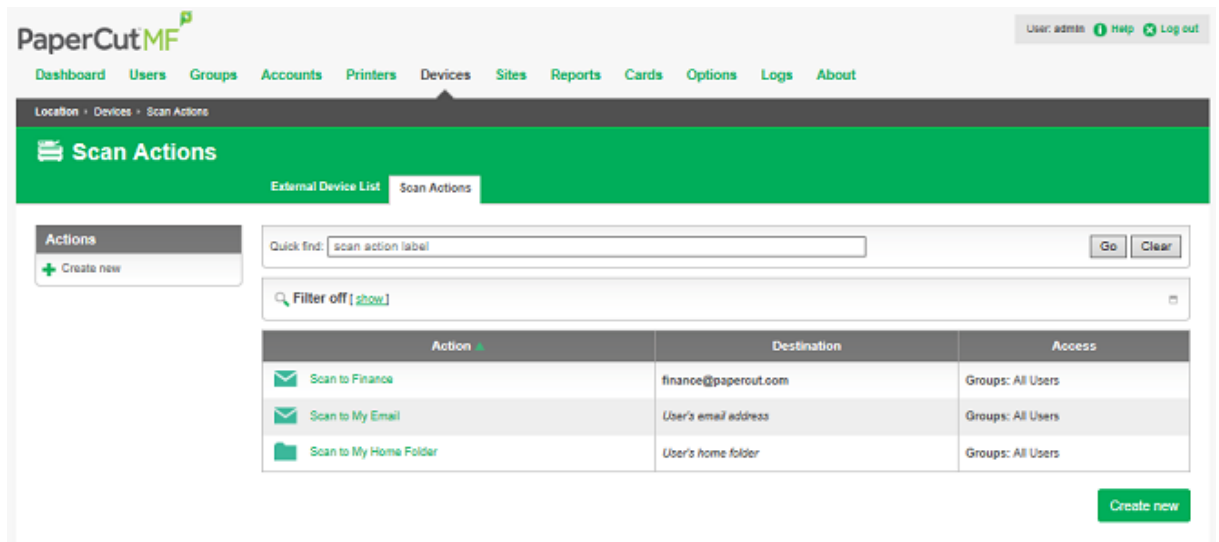 PaperCutMF
User: admin Help Log out
Dashboard Users Groups Accounts Printers Devices Sites Reports Cards Options Logs About
Location Devices Scan Actions
Scan Actions
External Device List Scan Actions
Actions
Create new
Quick find: scan action label Go Clear
Filter off [ show ]
Action Destination Access
Scan to Finance finance@papercut.com Groups: All Users
Scan to My Email User's email address Groups: All Users
Scan to My Home Folder User's home folder Groups: All Users
Create new